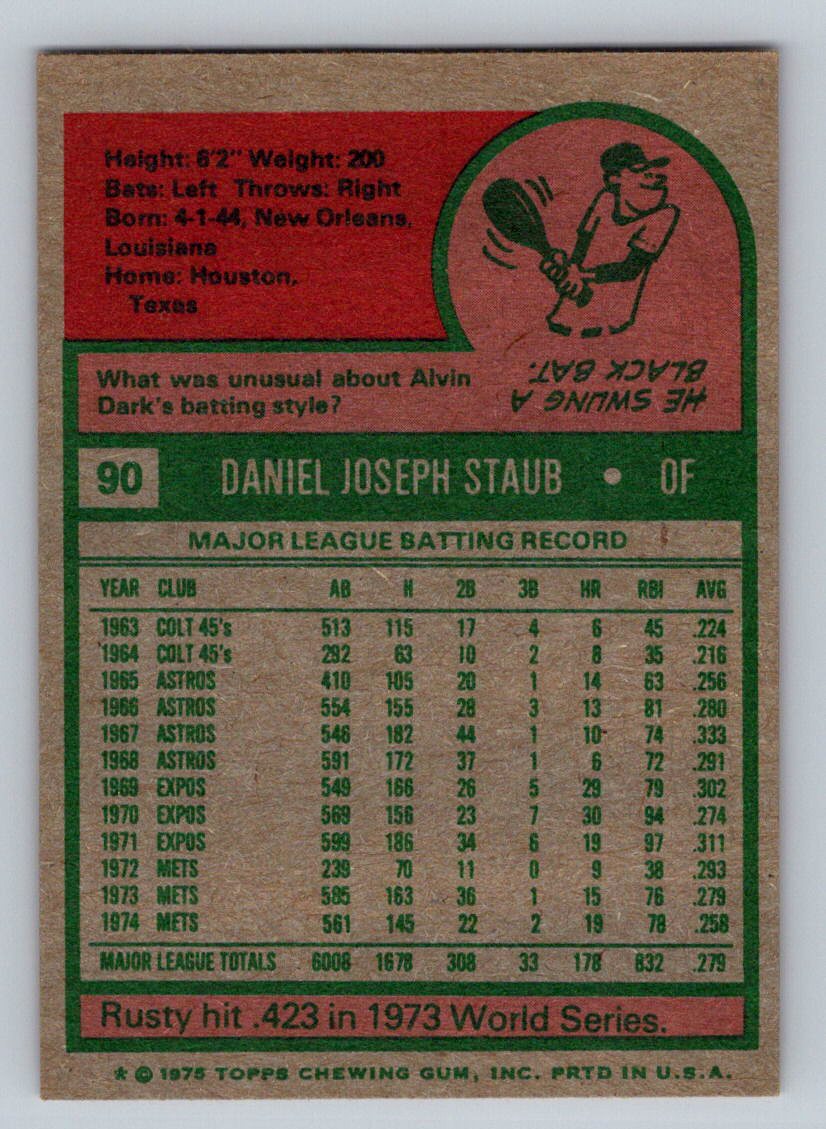 Height: 6'2" Weight: 200
Bats: Left Throws: Right
Born: 4-1-44, New Orleans,
Louisiana
Home: Houston,
Texas
What was unusual about Alvin
Dark's batting style?
HE SWUNG A
BLACK BAT.
90 DANIEL JOSEPH STAUB • OF
MAJOR LEAGUE BATTING RECORD
YEAR CLUB AB H 2B 3B HR RBI AVG
1963 COLT 45's 513 115 17 4 6 45 .224
1964 COLT 45's 292 63 10 2 8 35 .216
1965 ASTROS 410 105 20 1 14 63 .256
1966 ASTROS 554 155 28 3 13 81 .280
1967 ASTROS 546 182 44 1 10 74 .333
1968 ASTROS 591 172 37 1 6 72 .291
1969 EXPOS 549 166 26 5 29 79 .302
1970 EXPOS 569 156 23 7 30 94 .274
1971 EXPOS 599 186 34 6 19 97 .311
1972 METS 239 70 11 0 9 38 .293
1973 METS 585 163 36 1 15 76 .279
1974 METS 561 145 22 2 19 78 .258
MAJOR LEAGUE TOTALS 6008 1678 308 33 178 832 .279
Rusty hit .423 in 1973 World Series.
* © 1975 TOPPS CHEWING GUM, INC. PRTD IN U.S.A.